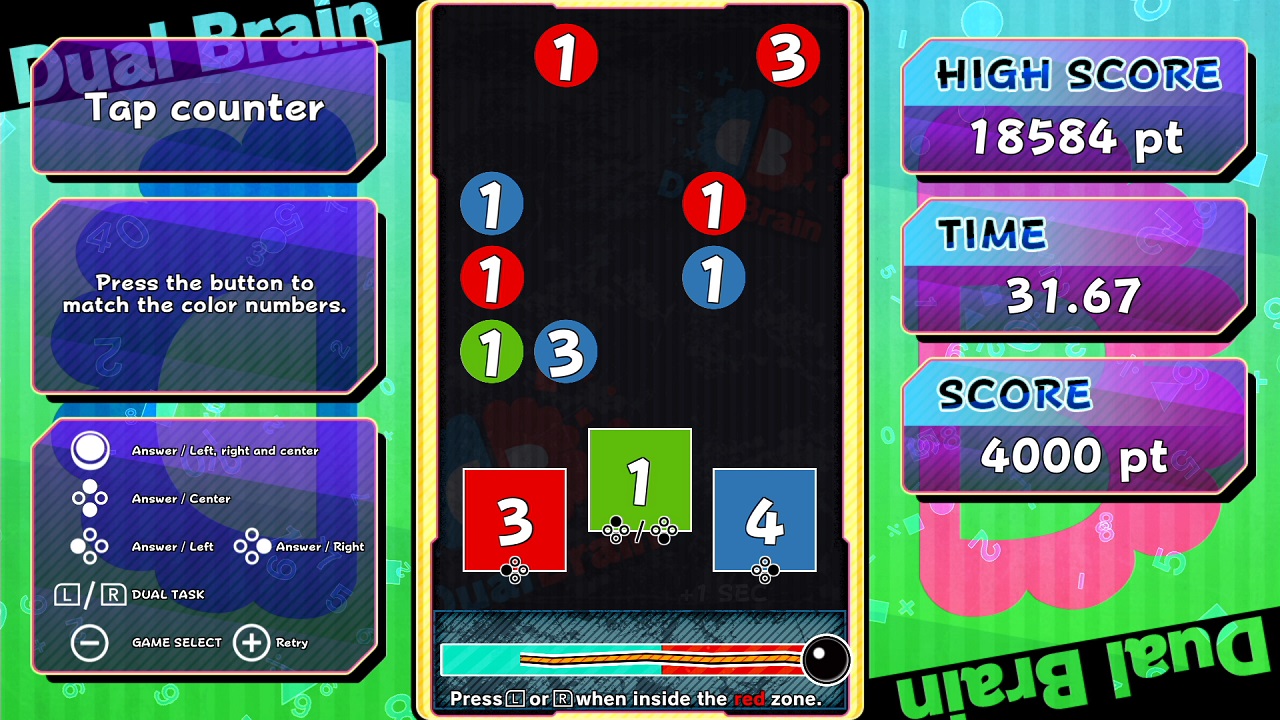 Dual Brain
Tap counter
Press the button to
match the color numbers.
Answer / Left, right and center
Answer / Center
Answer / Left
Answer / Right
L / R DUAL TASK
GAME SELECT
Retry
1 3
1 1
1 1
1 3
3 1 4
/
+1 SEC
Press L or R when inside the red zone.
HIGH SCORE
18584 pt
TIME
31.67
SCORE
4000 pt
Dual Brain